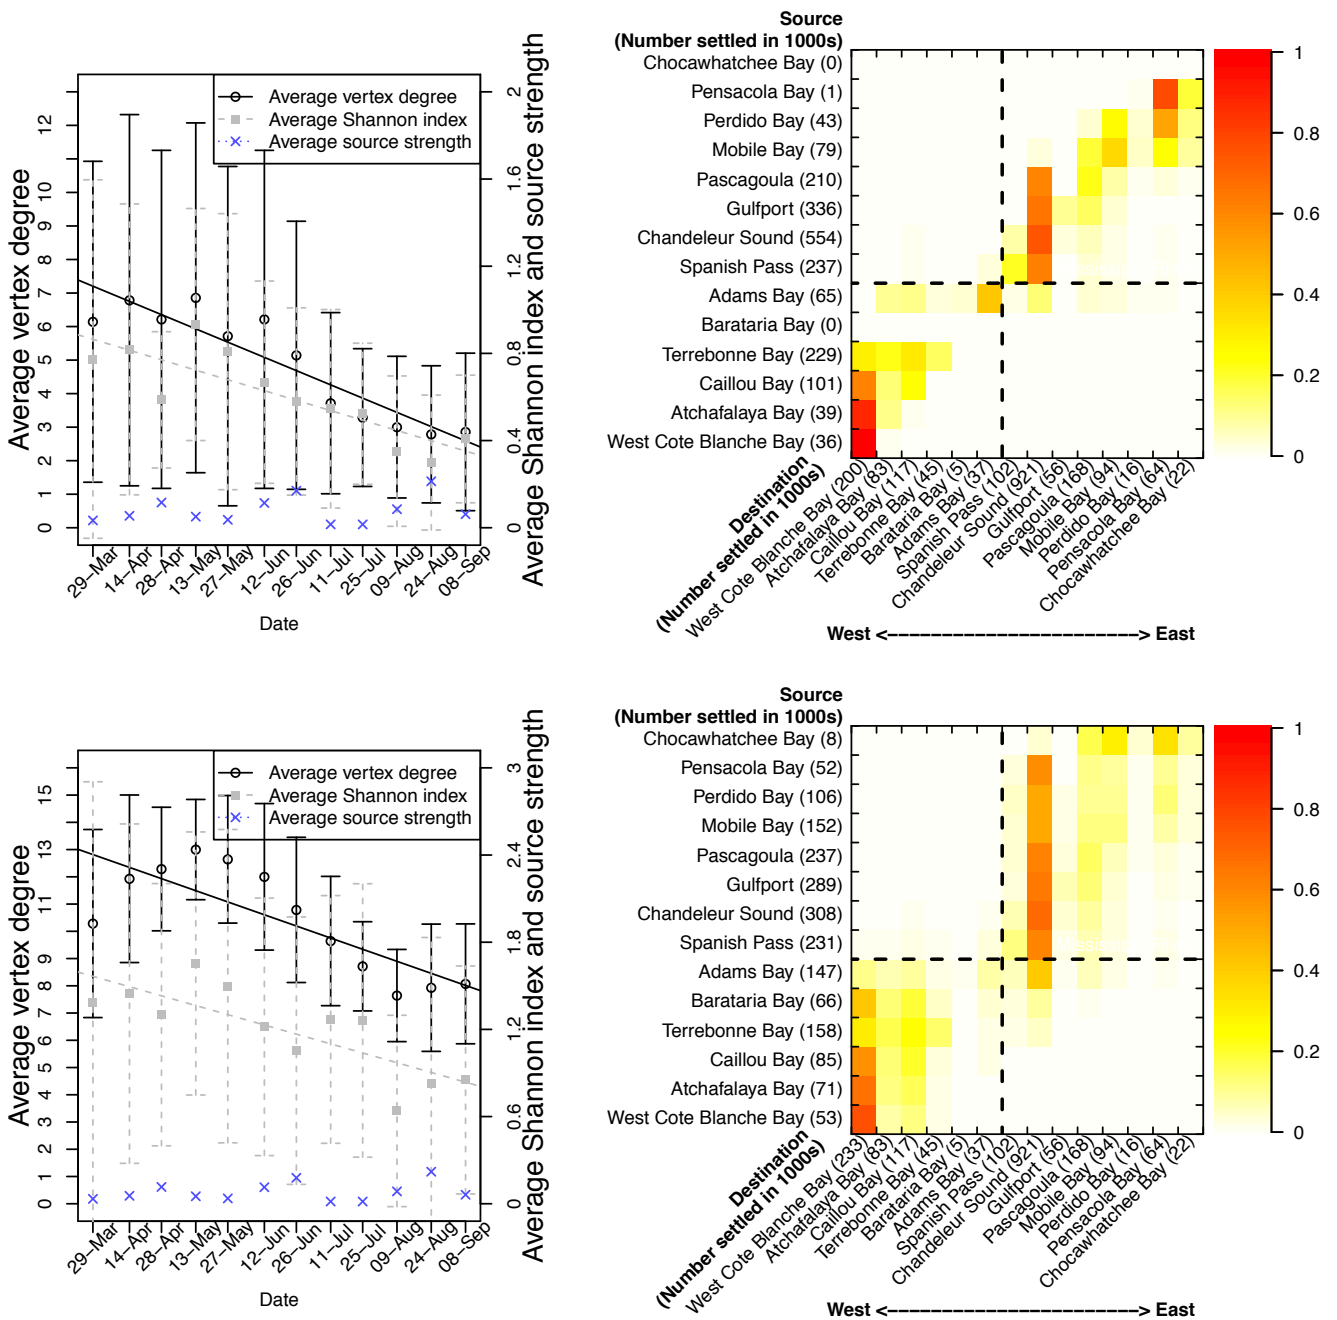 Average vertex degree
Average Shannon index
Average source strength
Average vertex degree
12
10
9
8
7
6
5
4
3
2
1
0
2
1.6
1.2
0.8
0.4
0
Average Shannon index and source strength
29−Mar
14−Apr
28−Apr
13−May
27−May
12−Jun
26−Jun
11−Jul
25−Jul
09−Aug
24−Aug
08−Sep
Date
Source
(Number settled in 1000s)
Chocawhatchee Bay (0)
Pensacola Bay (1)
Perdido Bay (43)
Mobile Bay (79)
Pascagoula (210)
Gulfport (336)
Chandeleur Sound (554)
Spanish Pass (237)
Adams Bay (65)
Barataria Bay (0)
Terrebonne Bay (229)
Caillou Bay (101)
Atchafalaya Bay (39)
West Cote Blanche Bay (36)
Destination
(Number settled in 1000s)
West Cote Blanche Bay (200)
Atchafalaya Bay (83)
Caillou Bay (117)
Terrebonne Bay (45)
Barataria Bay (5)
Adams Bay (37)
Spanish Pass (102)
Chandeleur Sound (921)
Gulfport (56)
Pascagoula (168)
Mobile Bay (94)
Perdido Bay (16)
Pensacola Bay (64)
Chocawhatchee Bay (22)
West <−−−−−−−−−−−−−−−−−−−−−−−−−> East
1
0.8
0.6
0.4
0.2
0
Average vertex degree
Average Shannon index
Average source strength
Average vertex degree
15
13
11
9
8
7
6
5
4
3
2
1
0
3
2.4
1.8
1.2
0.6
0
Average Shannon index and source strength
29−Mar
14−Apr
28−Apr
13−May
27−May
12−Jun
26−Jun
11−Jul
25−Jul
09−Aug
24−Aug
08−Sep
Date
Source
(Number settled in 1000s)
Chocawhatchee Bay (8)
Pensacola Bay (52)
Perdido Bay (106)
Mobile Bay (152)
Pascagoula (237)
Gulfport (289)
Chandeleur Sound (308)
Spanish Pass (231)
Adams Bay (147)
Barataria Bay (66)
Terrebonne Bay (158)
Caillou Bay (85)
Atchafalaya Bay (71)
West Cote Blanche Bay (53)
Destination
(Number settled in 1000s)
West Cote Blanche Bay (233)
Atchafalaya Bay (83)
Caillou Bay (117)
Terrebonne Bay (45)
Barataria Bay (5)
Adams Bay (37)
Spanish Pass (102)
Chandeleur Sound (921)
Gulfport (56)
Pascagoula (168)
Mobile Bay (94)
Perdido Bay (16)
Pensacola Bay (64)
Chocawhatchee Bay (22)
West <−−−−−−−−−−−−−−−−−−−−−−−−−> East
1
0.8
0.6
0.4
0.2
0